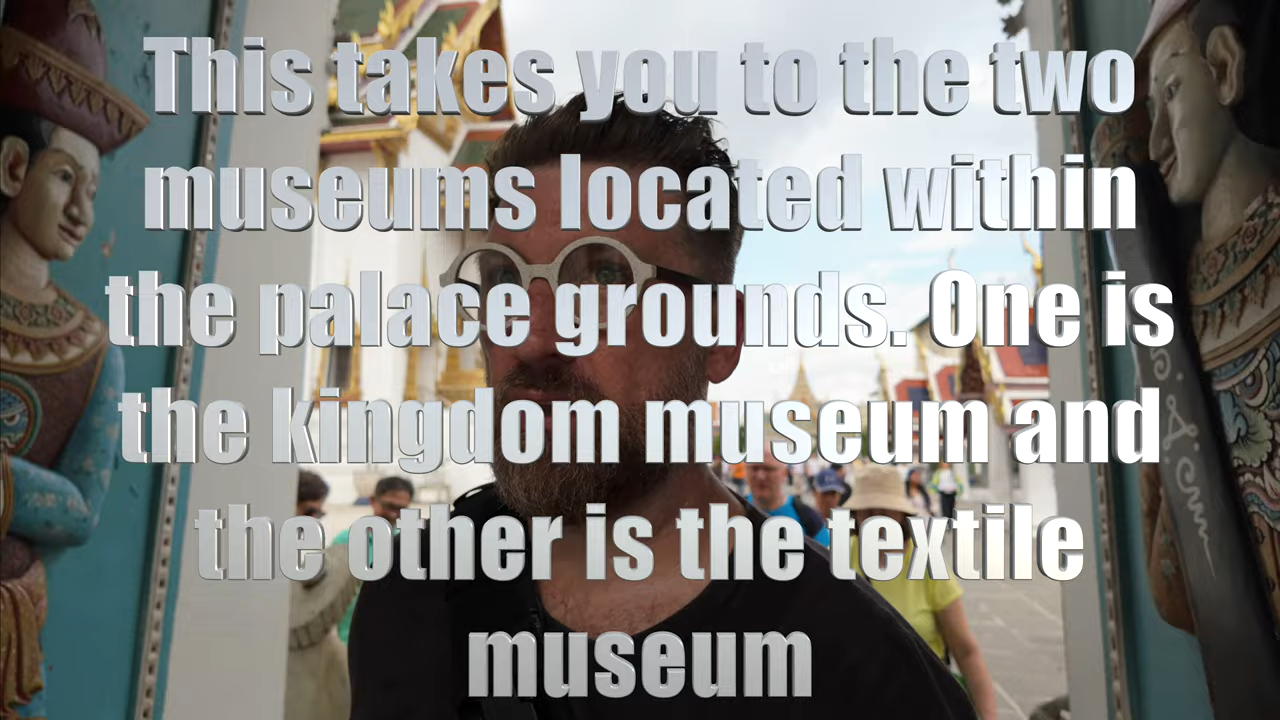 This takes you to the two
museums located within
the palace grounds. One is
the kingdom museum and
the other is the textile
museum